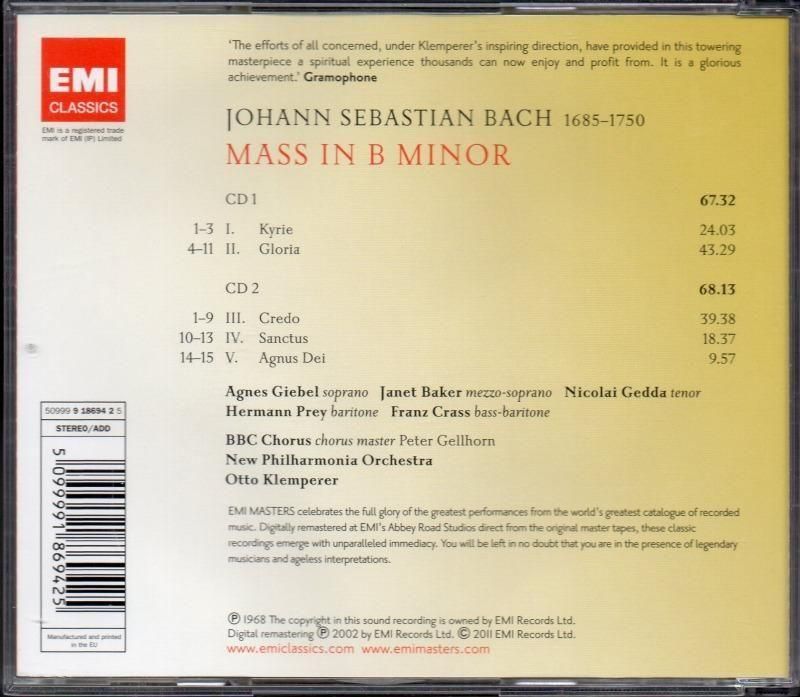 EMI
CLASSICS
EMI is a registered trade
mark of EMI (IP) Limited
'The efforts of all concerned, under Klemperer's inspiring direction, have provided in this towering
masterpiece a spiritual experience thousands can now enjoy and profit from. It is a glorious
achievement.' Gramophone
JOHANN SEBASTIAN BACH 1685–1750
MASS IN B MINOR
CD 1 67.32
1–3 I. Kyrie 24.03
4–11 II. Gloria 43.29
CD 2 68.13
1–9 III. Credo 39.38
10–13 IV. Sanctus 18.37
14–15 V. Agnus Dei 9.57
Agnes Giebel soprano Janet Baker mezzo-soprano Nicolai Gedda tenor
Hermann Prey baritone Franz Crass bass-baritone
BBC Chorus chorus master Peter Gellhorn
New Philharmonia Orchestra
Otto Klemperer
50999 9 18694 2 5
STEREO/ADD
5 099991 869425
Manufactured and printed
in the EU
EMI MASTERS celebrates the full glory of the greatest performances from the world's greatest catalogue of recorded
music. Digitally remastered at EMI's Abbey Road Studios direct from the original master tapes, these classic
recordings emerge with unparalleled immediacy. You will be left in no doubt that you are in the presence of legendary
musicians and ageless interpretations.
℗ 1968 The copyright in this sound recording is owned by EMI Records Ltd.
Digital remastering ℗ 2002 by EMI Records Ltd. © 2011 EMI Records Ltd.
www.emiclassics.com www.emimasters.com